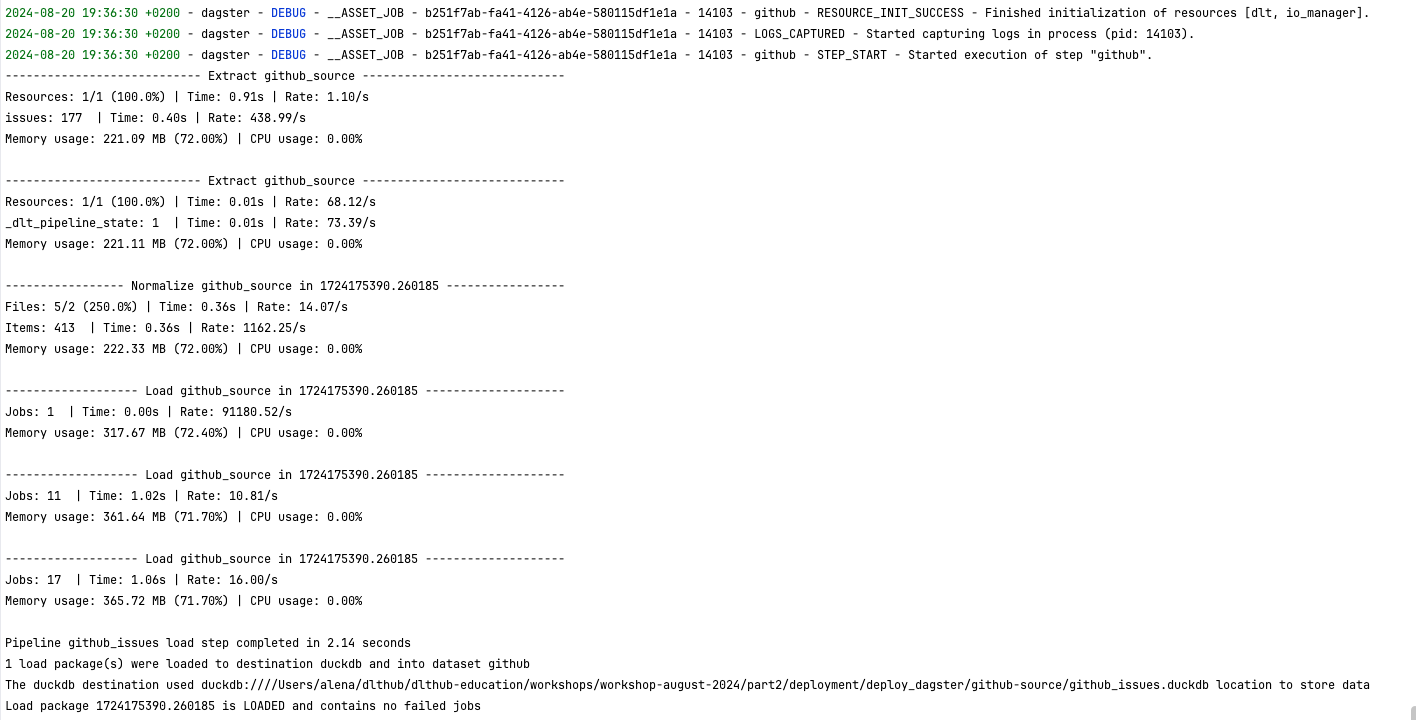 2024-08-20 19:36:30 +0200 - dagster - DEBUG - __ASSET_JOB - b251f7ab-fa41-4126-ab4e-580115df1e1a - 14103 - github - RESOURCE_INIT_SUCCESS - Finished initialization of resources [dlt, io_manager].
2024-08-20 19:36:30 +0200 - dagster - DEBUG - __ASSET_JOB - b251f7ab-fa41-4126-ab4e-580115df1e1a - 14103 - LOGS_CAPTURED - Started capturing logs in process (pid: 14103).
2024-08-20 19:36:30 +0200 - dagster - DEBUG - __ASSET_JOB - b251f7ab-fa41-4126-ab4e-580115df1e1a - 14103 - github - STEP_START - Started execution of step "github".
---------------------------- Extract github_source -----------------------------
Resources: 1/1 (100.0%) | Time: 0.91s | Rate: 1.10/s
issues: 177  | Time: 0.40s | Rate: 438.99/s
Memory usage: 221.09 MB (72.00%) | CPU usage: 0.00%
---------------------------- Extract github_source -----------------------------
Resources: 1/1 (100.0%) | Time: 0.01s | Rate: 68.12/s
_dlt_pipeline_state: 1  | Time: 0.01s | Rate: 73.39/s
Memory usage: 221.11 MB (72.00%) | CPU usage: 0.00%
----------------- Normalize github_source in 1724175390.260185 -----------------
Files: 5/2 (250.0%) | Time: 0.36s | Rate: 14.07/s
Items: 413  | Time: 0.36s | Rate: 1162.25/s
Memory usage: 222.33 MB (72.00%) | CPU usage: 0.00%
------------------- Load github_source in 1724175390.260185 --------------------
Jobs: 1  | Time: 0.00s | Rate: 91180.52/s
Memory usage: 317.67 MB (72.40%) | CPU usage: 0.00%
------------------- Load github_source in 1724175390.260185 --------------------
Jobs: 11  | Time: 1.02s | Rate: 10.81/s
Memory usage: 361.64 MB (71.70%) | CPU usage: 0.00%
------------------- Load github_source in 1724175390.260185 --------------------
Jobs: 17  | Time: 1.06s | Rate: 16.00/s
Memory usage: 365.72 MB (71.70%) | CPU usage: 0.00%
Pipeline github_issues load step completed in 2.14 seconds
1 load package(s) were loaded to destination duckdb and into dataset github
The duckdb destination used duckdb:////Users/alena/dlthub/dlthub-education/workshops/workshop-august-2024/part2/deployment/deploy_dagster/github-source/github_issues.duckdb location to store data
Load package 1724175390.260185 is LOADED and contains no failed jobs